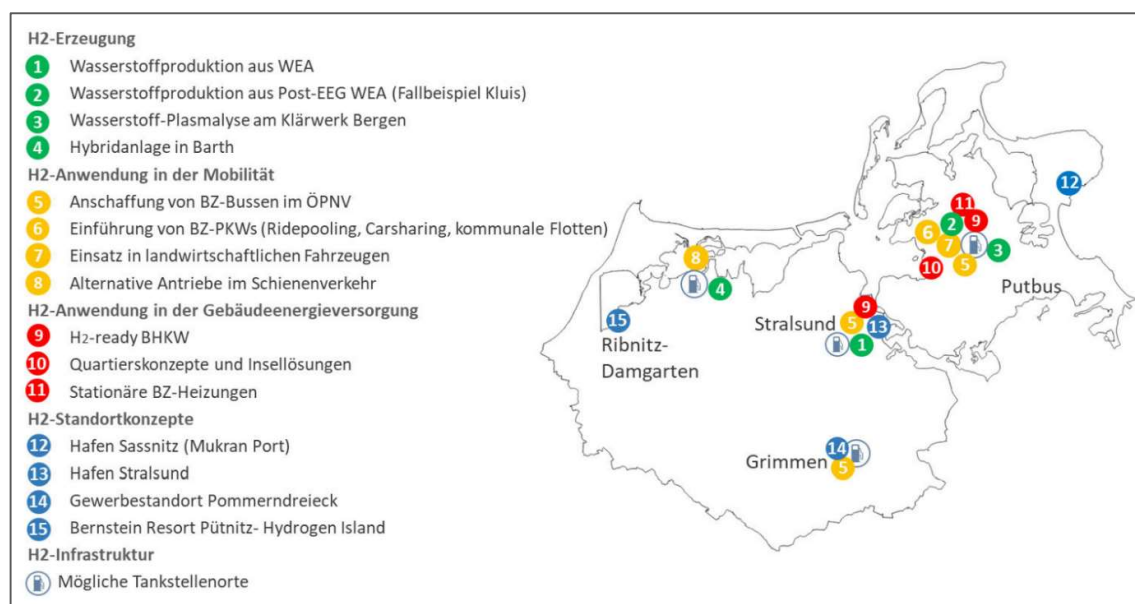 H2-Erzeugung
1 Wasserstoffproduktion aus WEA
2 Wasserstoffproduktion aus Post-EEG WEA (Fallbeispiel Kluis)
3 Wasserstoff-Plasmalyse am Klärwerk Bergen
4 Hybridanlage in Barth
H2-Anwendung in der Mobilität
5 Anschaffung von BZ-Bussen im ÖPNV
6 Einführung von BZ-PKWs (Ridepooling, Carsharing, kommunale Flotten)
7 Einsatz in landwirtschaftlichen Fahrzeugen
8 Alternative Antriebe im Schienenverkehr
H2-Anwendung in der Gebäudeenergieversorgung
9 H2-ready BHKW
10 Quartierskonzepte und Insellösungen
11 Stationäre BZ-Heizungen
H2-Standortkonzepte
12 Hafen Sassnitz (Mukran Port)
13 Hafen Stralsund
14 Gewerbestandort Pommerndreieck
15 Bernstein Resort Pütnitz- Hydrogen Island
H2-Infrastruktur
Mögliche Tankstellenorte
12
11
9
2
6
7
3
5
10
Putbus
8
4
15
Ribnitz-
Damgarten
9
Stralsund 5 13
1
14
Grimmen
5